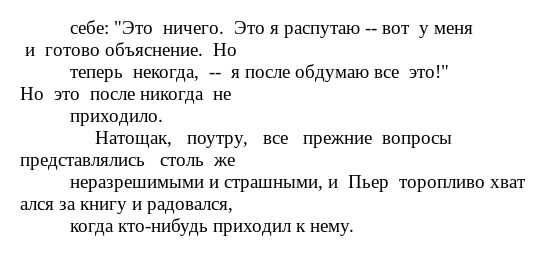 себе: "Это  ничего.  Это я распутаю -- вот  у меня
и  готово объяснение.  Но
теперь  некогда,  --  я после обдумаю все  это!"
Но  это  после никогда  не
приходило.
Натощак,   поутру,   все   прежние  вопросы
представлялись   столь  же
неразрешимыми и страшными, и  Пьер  торопливо хват
ался за книгу и радовался,
когда кто-нибудь приходил к нему.